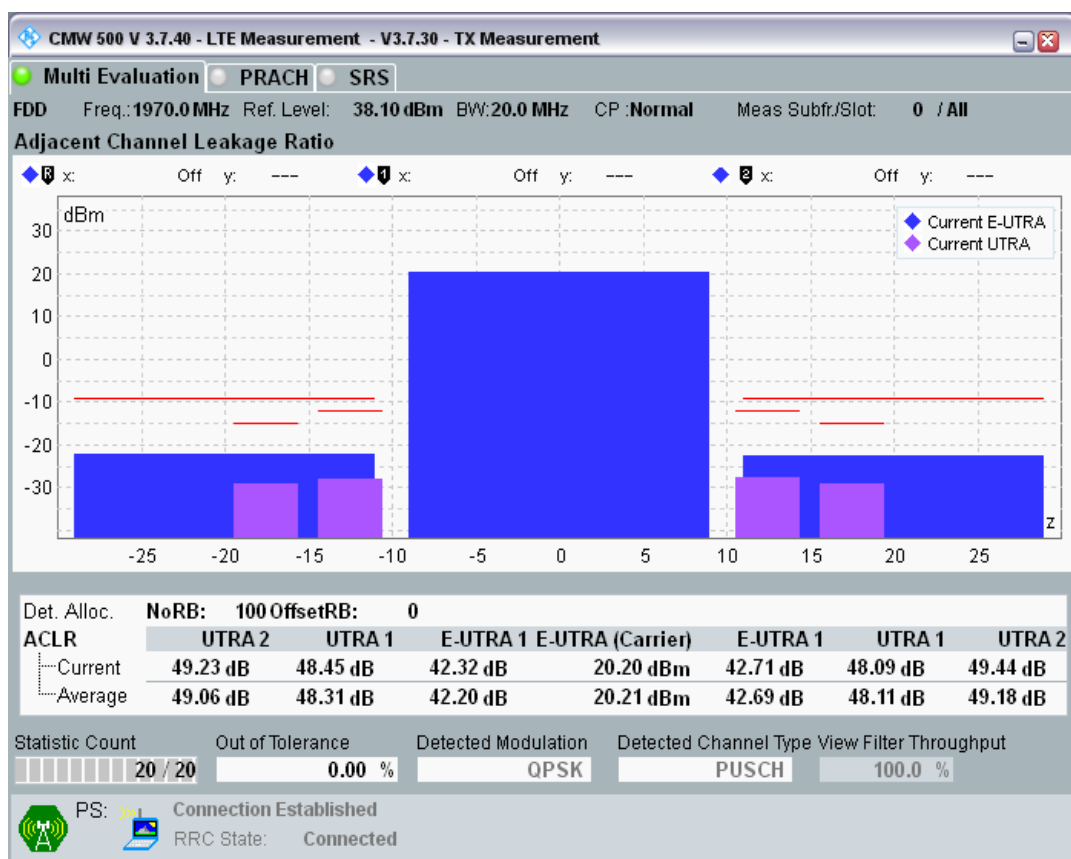 CMW 500 V 3.7.40 - LTE Measurement - V3.7.30 - TX Measurement
Multi Evaluation PRACH SRS
FDD Freq.: 1970.0 MHz Ref. Level: 38.10 dBm BW: 20.0 MHz CP : Normal Meas Subfr./Slot: 0 / All
Adjacent Channel Leakage Ratio
R x: Off y: --- 1 x: Off y: --- 2 x: Off y: ---
dBm
Current E-UTRA
Current UTRA
30
20
10
0
-10
-20
-30
z
-25 -20 -15 -10 -5 0 5 10 15 20 25
Det. Alloc. NoRB: 100 OffsetRB: 0
ACLR UTRA 2 UTRA 1 E-UTRA 1 E-UTRA (Carrier) E-UTRA 1 UTRA 1 UTRA 2
Current 49.23 dB 48.45 dB 42.32 dB 20.20 dBm 42.71 dB 48.09 dB 49.44 dB
Average 49.06 dB 48.31 dB 42.20 dB 20.21 dBm 42.69 dB 48.11 dB 49.18 dB
Statistic Count Out of Tolerance Detected Modulation Detected Channel Type View Filter Throughput
20 / 20 0.00 % QPSK PUSCH 100.0 %
PS: Connection Established
RRC State: Connected